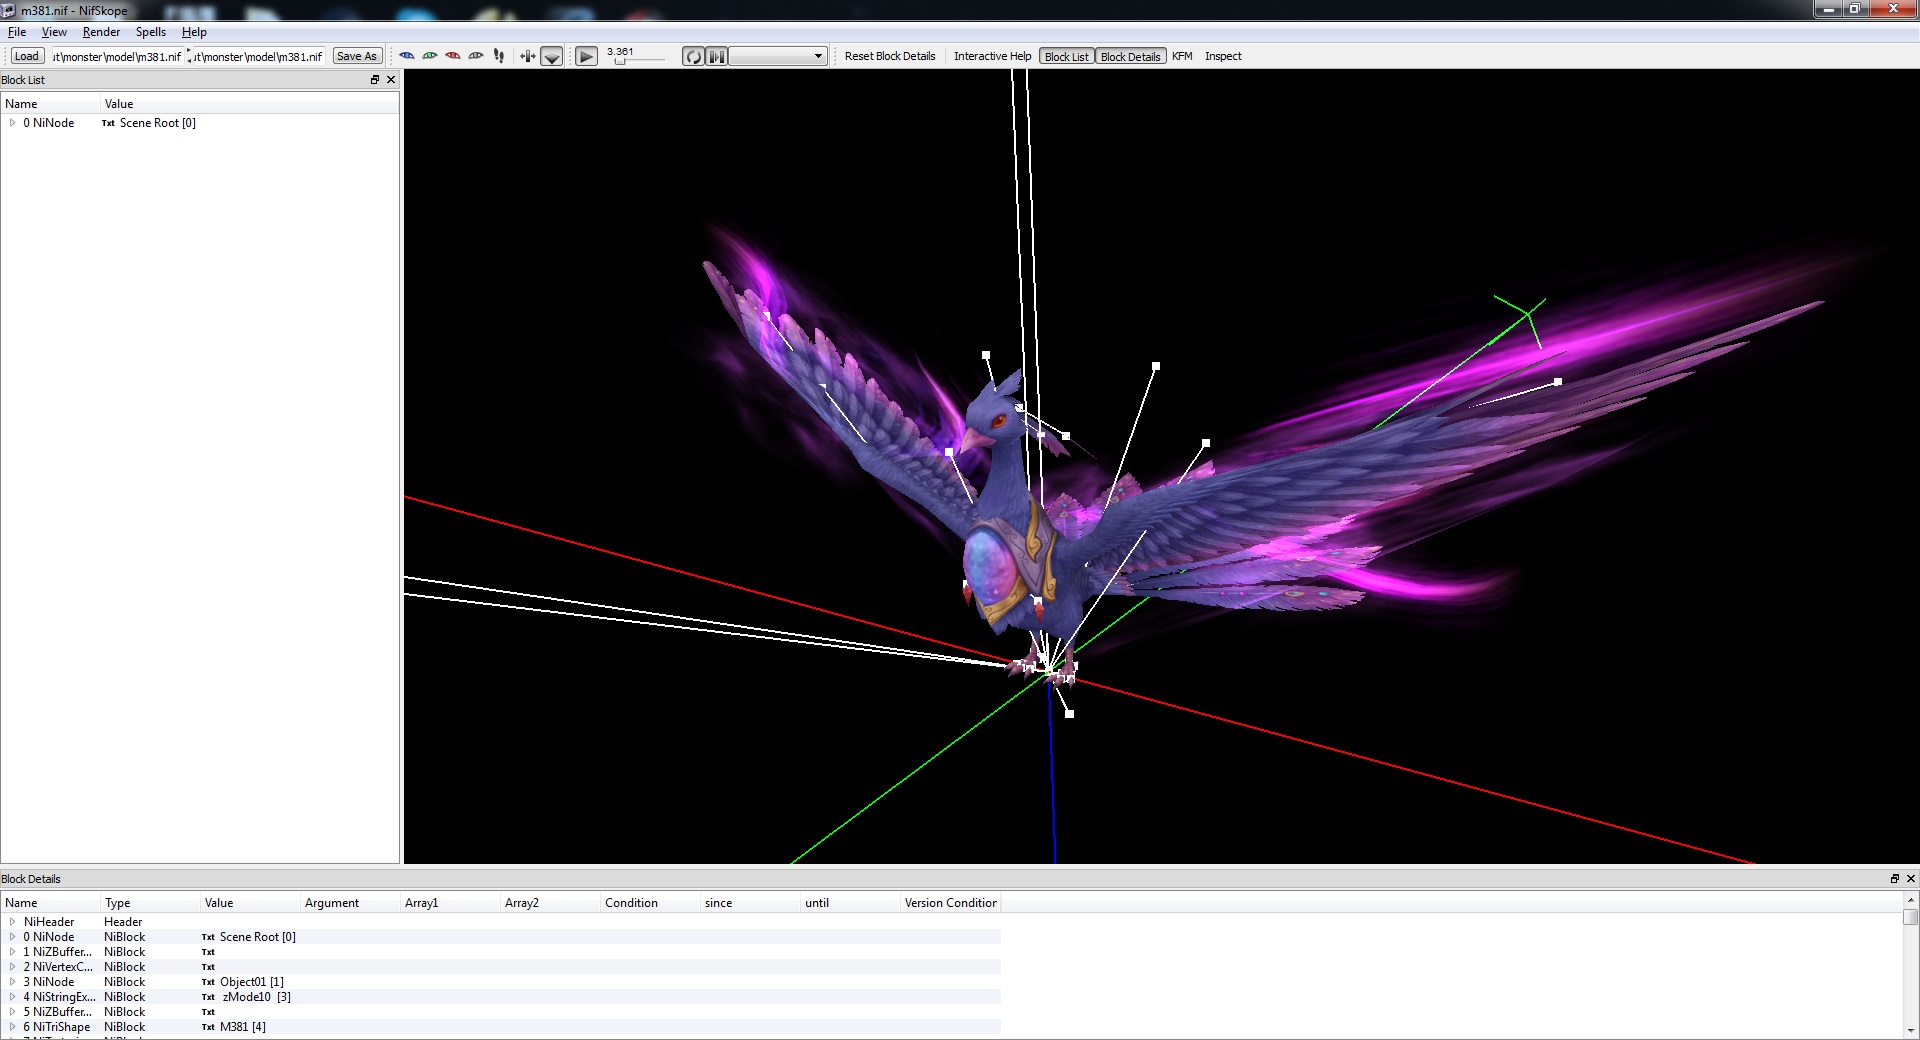 m381.nif - NifSkope
File View Render Spells Help
Load ıt\monster\model\m381.nif ıt\monster\model\m381.nif Save As 3.361 Reset Block Details Interactive Help Block List Block Details KFM Inspect
Block List
Name Value
0 NiNode Txt Scene Root [0]
Block Details
Name Type Value Argument Array1 Array2 Condition since until Version Condition
NiHeader Header
0 NiNode NiBlock Txt Scene Root [0]
1 NiZBuffer... NiBlock Txt
2 NiVertexC... NiBlock Txt
3 NiNode NiBlock Txt Object01 [1]
4 NiStringEx... NiBlock Txt zMode10 [3]
5 NiZBuffer... NiBlock Txt
6 NiTriShape NiBlock Txt M381 [4]